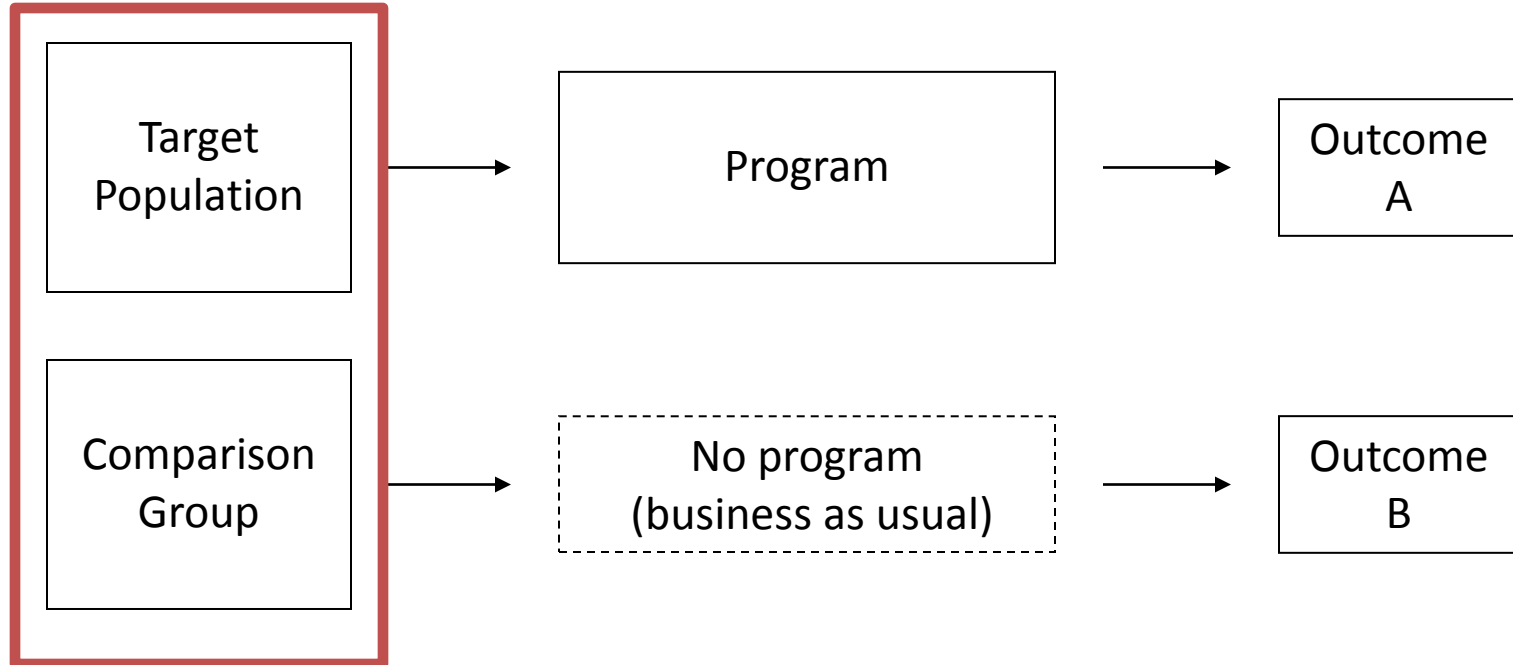 Target
Population
Program
Outcome
A
Comparison
Group
No program
(business as usual)
Outcome
B